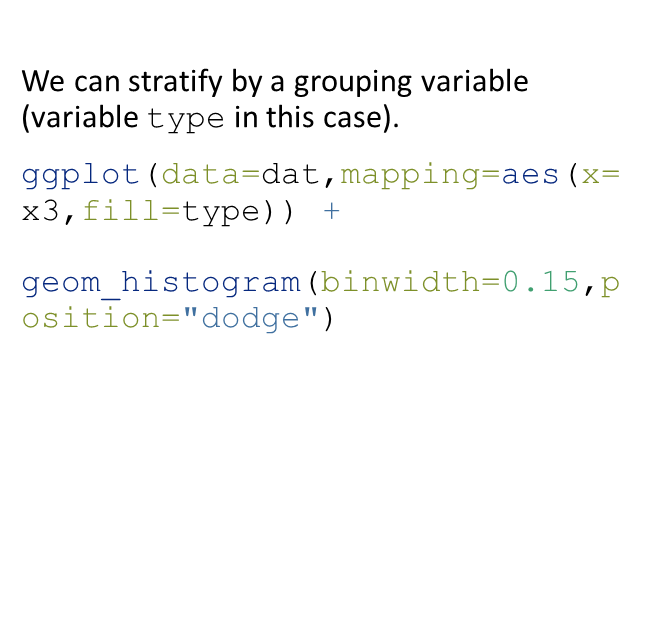 We can stratify by a grouping variable
(variable type in this case).
ggplot(data=dat,mapping=aes(x=
x3,fill=type)) +
geom_histogram(binwidth=0.15,p
osition="dodge")